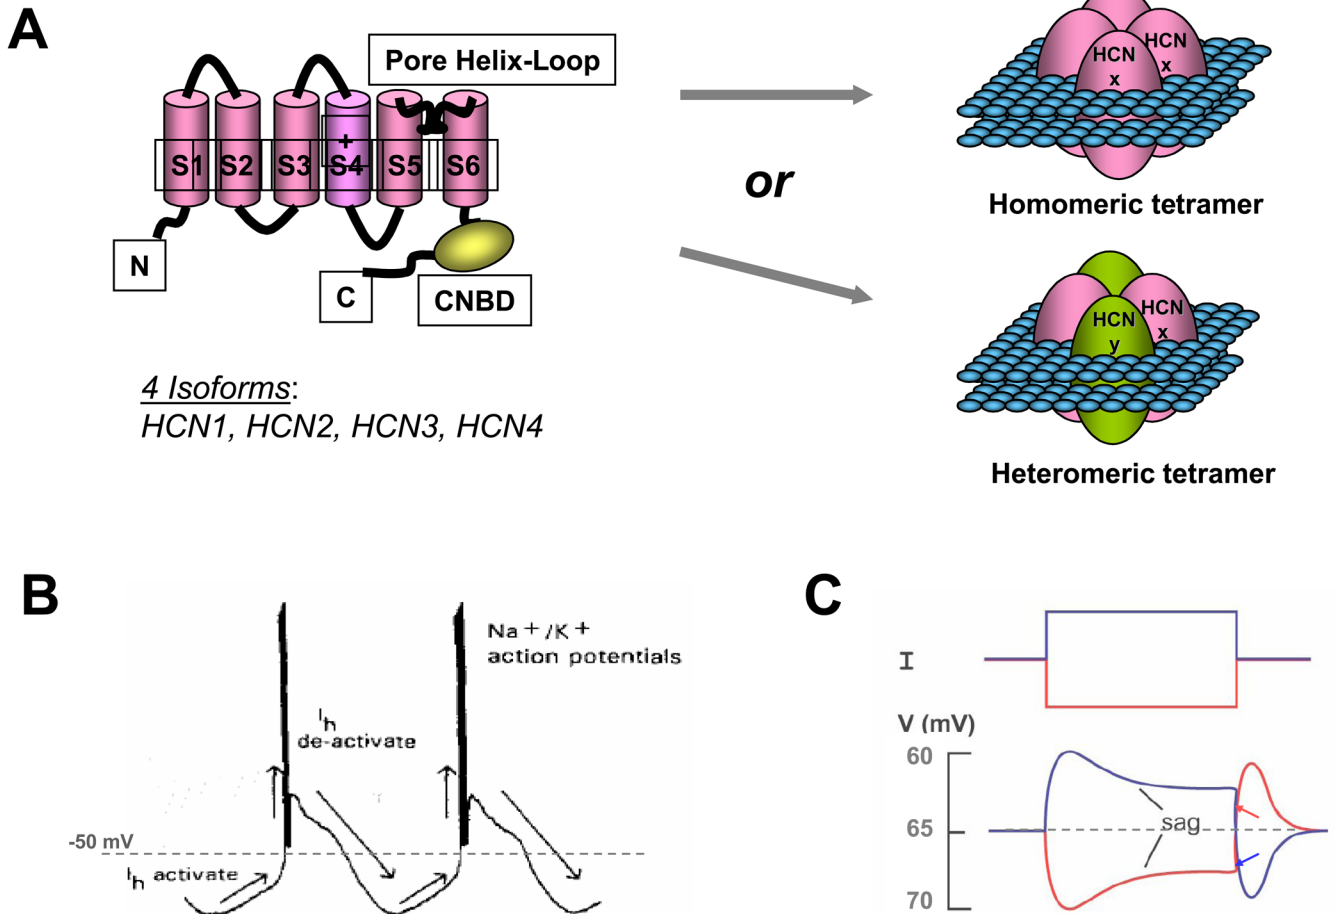 A
Pore Helix-Loop
+
S1 S2 S3 S4 S5 S6
N
C
CNBD
4 Isoforms:
HCN1, HCN2, HCN3, HCN4
or
HCN
x
HCN
x
Homomeric tetramer
HCN
y
HCN
x
Heteromeric tetramer
B
Na + /K +
action potentials
Ih
de-activate
-50 mV
Ih activate
C
I
V (mV)
60
65
70
sag